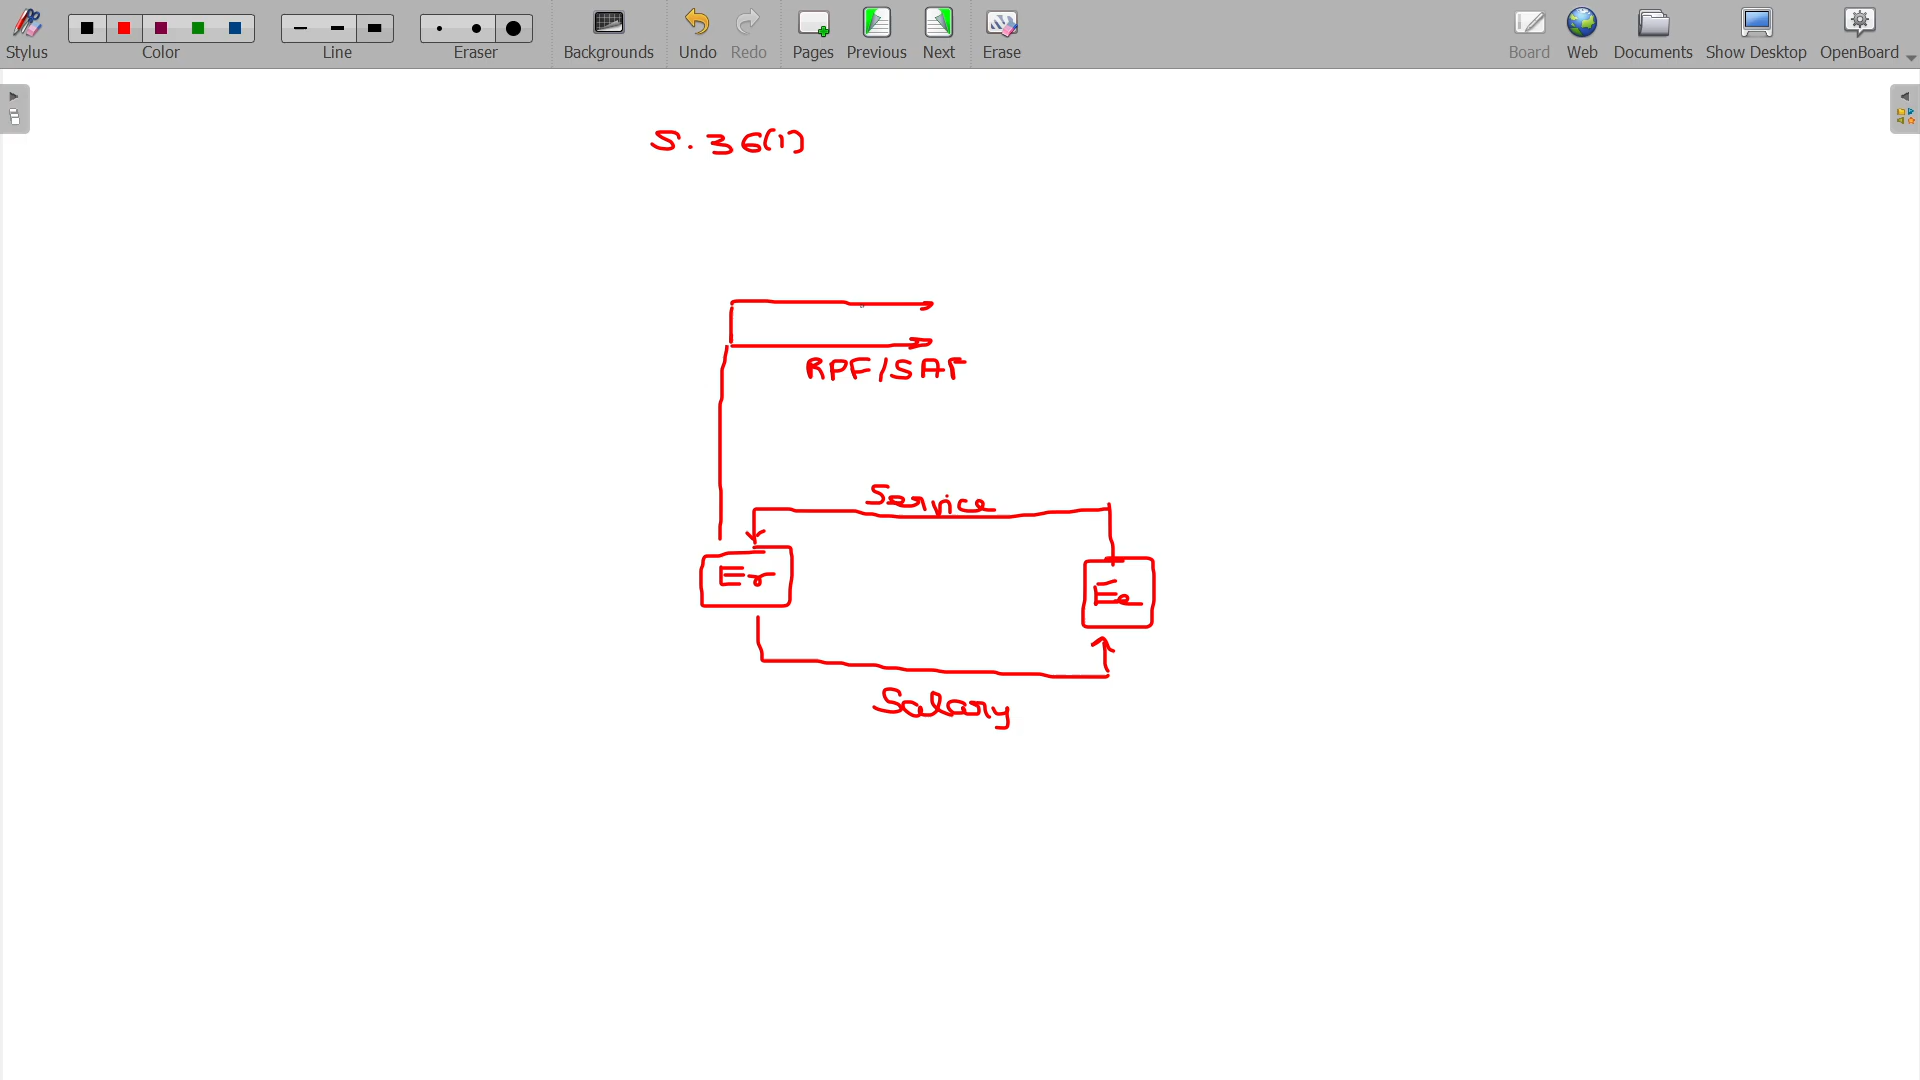 Stylus
Color
Line
Eraser
Backgrounds
Undo
Redo
Pages
Previous
Next
Erase
Board
Web
Documents
Show Desktop
OpenBoard
S. 36(1)
RPF/SAF
Service
Er
Ee
Salary